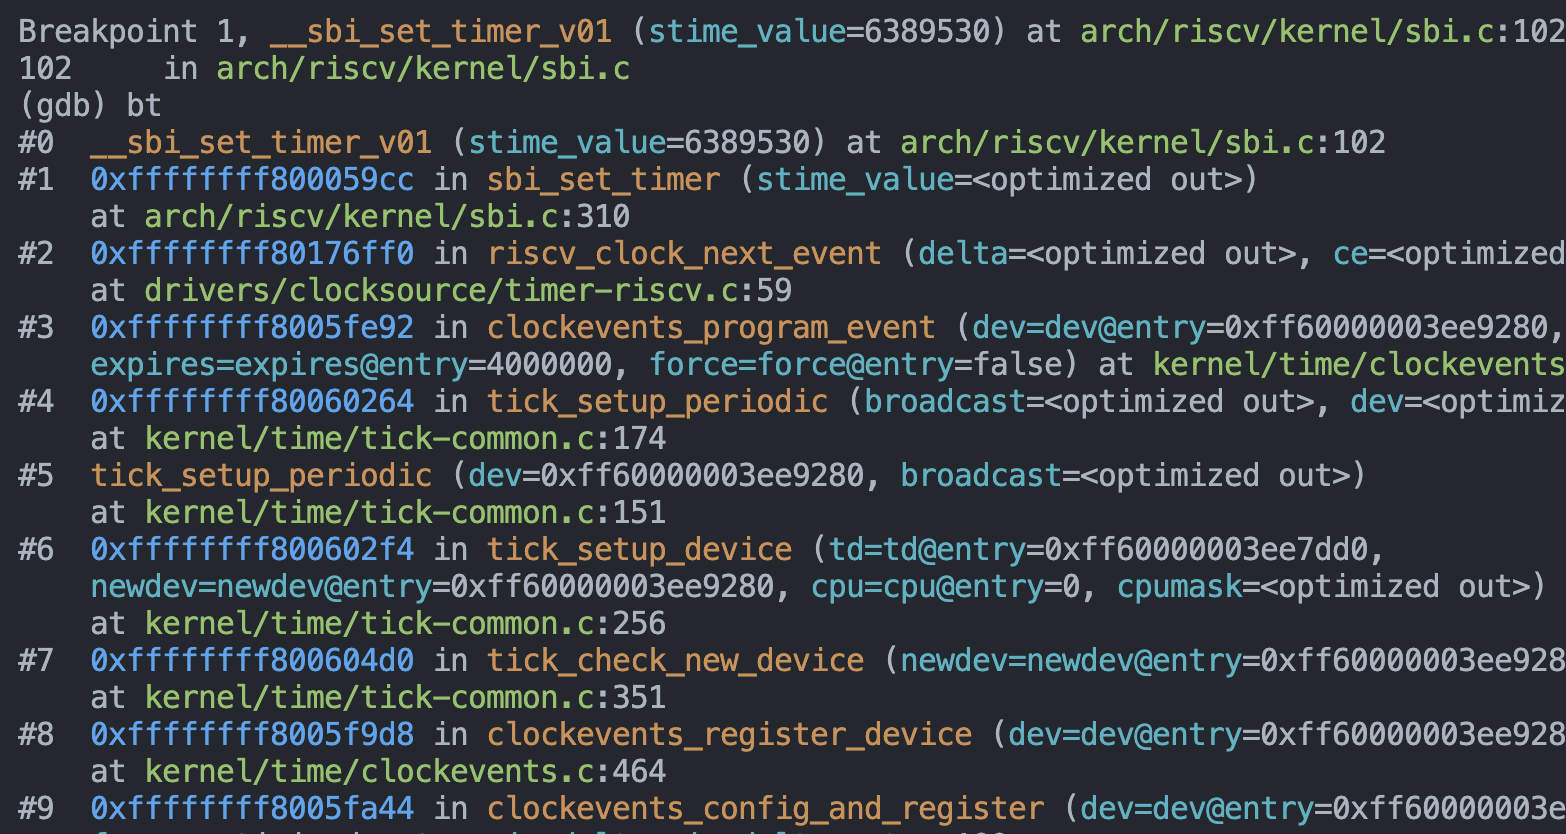 Breakpoint 1, __sbi_set_timer_v01 (stime_value=6389530) at arch/riscv/kernel/sbi.c:102
102     in arch/riscv/kernel/sbi.c
(gdb) bt
#0  __sbi_set_timer_v01 (stime_value=6389530) at arch/riscv/kernel/sbi.c:102
#1  0xffffffff800059cc in sbi_set_timer (stime_value=<optimized out>)
    at arch/riscv/kernel/sbi.c:310
#2  0xffffffff80176ff0 in riscv_clock_next_event (delta=<optimized out>, ce=<optimized
    at drivers/clocksource/timer-riscv.c:59
#3  0xffffffff8005fe92 in clockevents_program_event (dev=dev@entry=0xff60000003ee9280,
    expires=expires@entry=4000000, force=force@entry=false) at kernel/time/clockevents
#4  0xffffffff80060264 in tick_setup_periodic (broadcast=<optimized out>, dev=<optimiz
    at kernel/time/tick-common.c:174
#5  tick_setup_periodic (dev=0xff60000003ee9280, broadcast=<optimized out>)
    at kernel/time/tick-common.c:151
#6  0xffffffff800602f4 in tick_setup_device (td=td@entry=0xff60000003ee7dd0,
    newdev=newdev@entry=0xff60000003ee9280, cpu=cpu@entry=0, cpumask=<optimized out>)
    at kernel/time/tick-common.c:256
#7  0xffffffff800604d0 in tick_check_new_device (newdev=newdev@entry=0xff60000003ee928
    at kernel/time/tick-common.c:351
#8  0xffffffff8005f9d8 in clockevents_register_device (dev=dev@entry=0xff60000003ee928
    at kernel/time/clockevents.c:464
#9  0xffffffff8005fa44 in clockevents_config_and_register (dev=dev@entry=0xff60000003e